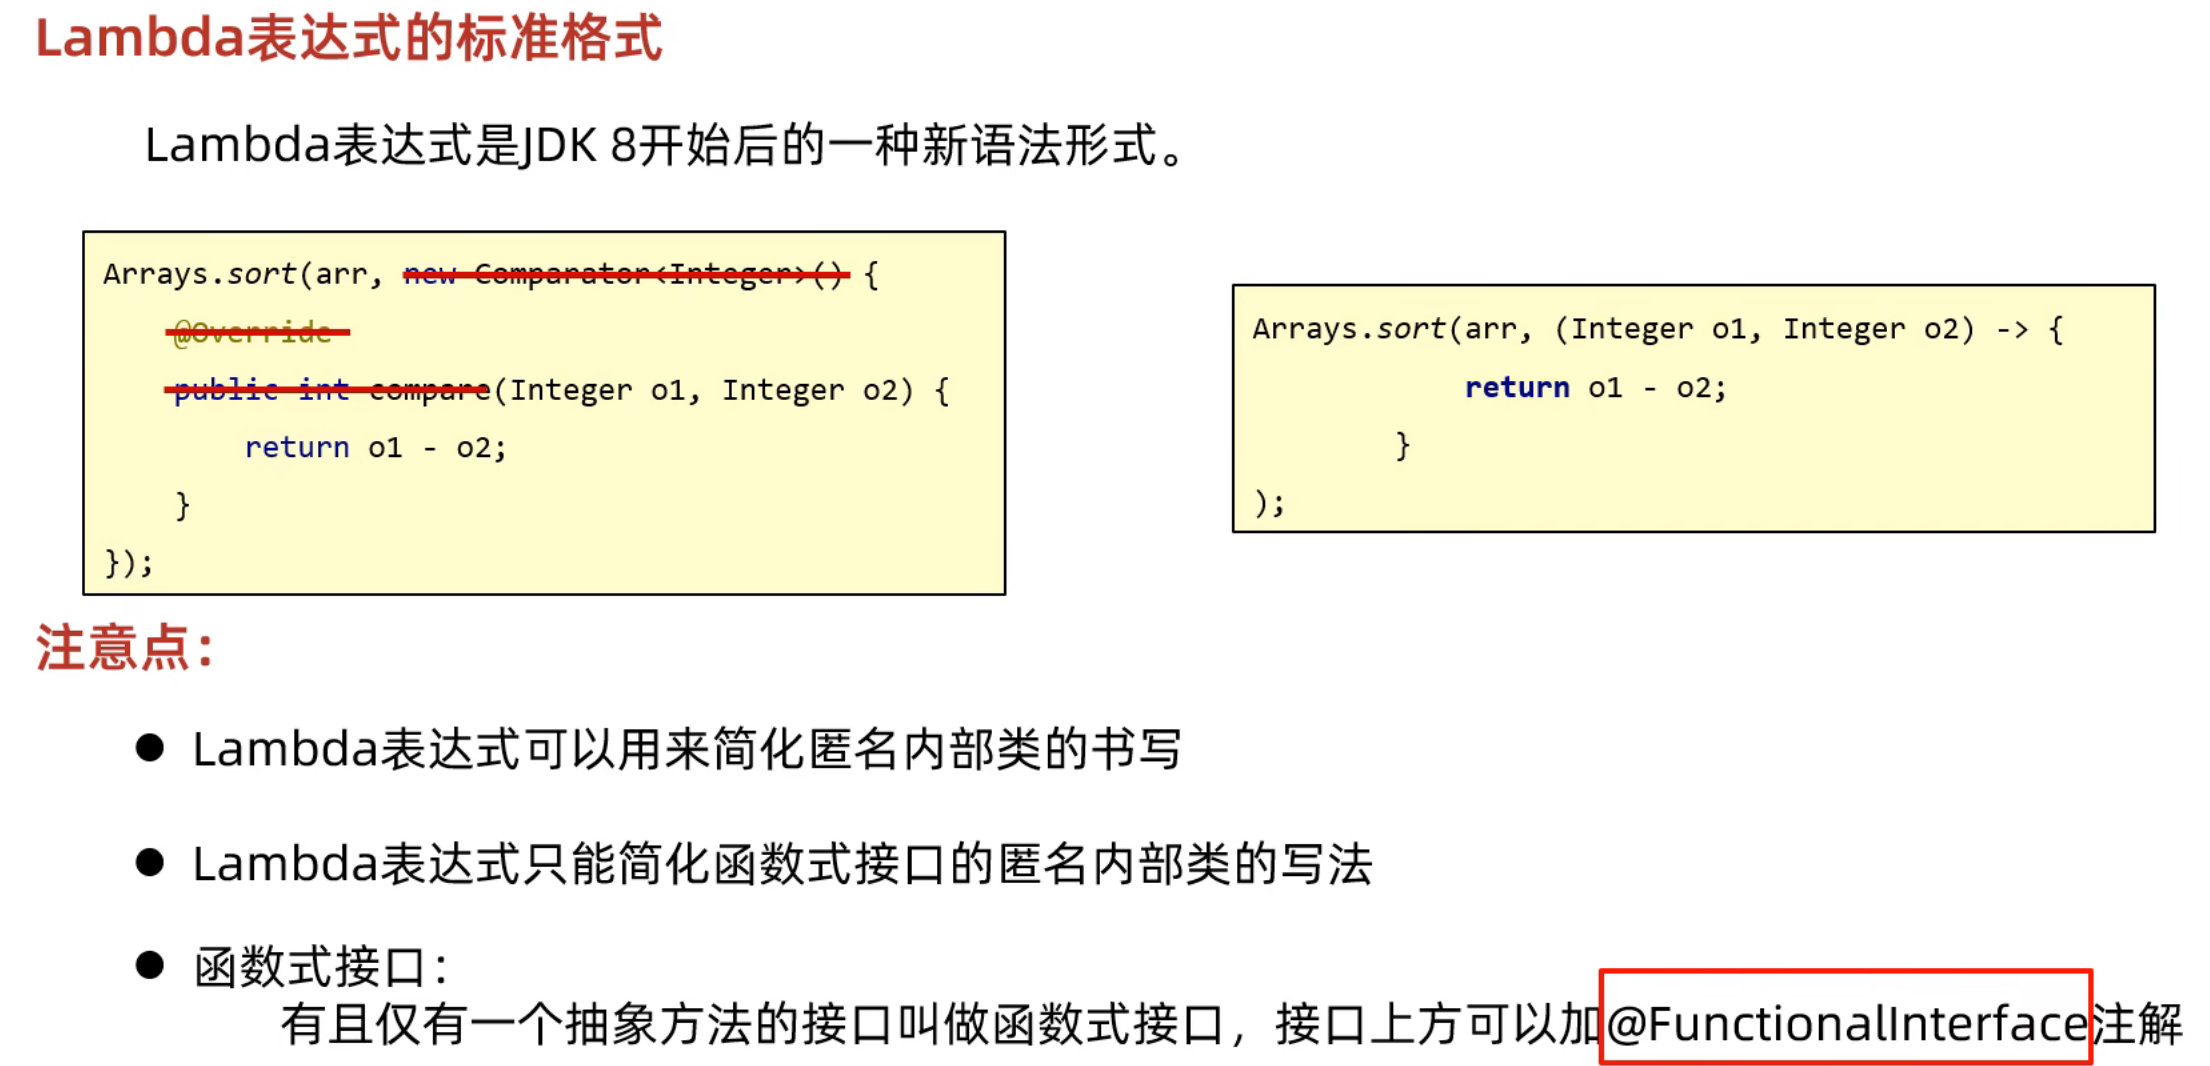 Lambda表达式的标准格式
Lambda表达式是JDK 8开始后的一种新语法形式。
Arrays.sort(arr, new Comparator<Integer>() {
@Override
public int compare(Integer o1, Integer o2) {
return o1 - o2;
}
});
Arrays.sort(arr, (Integer o1, Integer o2) -> {
return o1 - o2;
}
);
注意点：
● Lambda表达式可以用来简化匿名内部类的书写
● Lambda表达式只能简化函数式接口的匿名内部类的写法
● 函数式接口：
有且仅有一个抽象方法的接口叫做函数式接口，接口上方可以加@FunctionalInterface注解